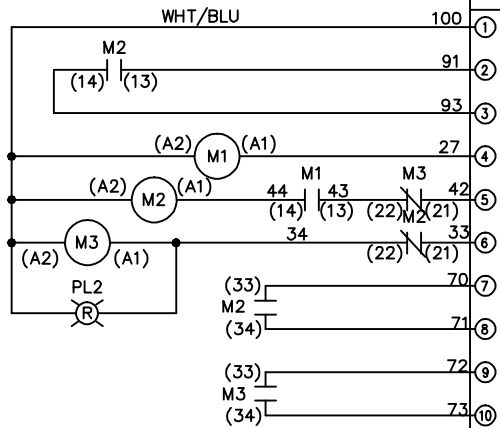 WHT/BLU 100 1
M2 91 2
(14) (13)
93 3
(A2) M1 (A1) 27 4
(A2) M2 (A1) 44 M1 43 M3 42 5
(14) (13) (22) (21)
(A2) M3 (A1) 34 M2 33 6
(22) (21)
PL2
R
(33) 70 7
M2
(34) 71 8
(33) 72 9
M3
(34) 73 10